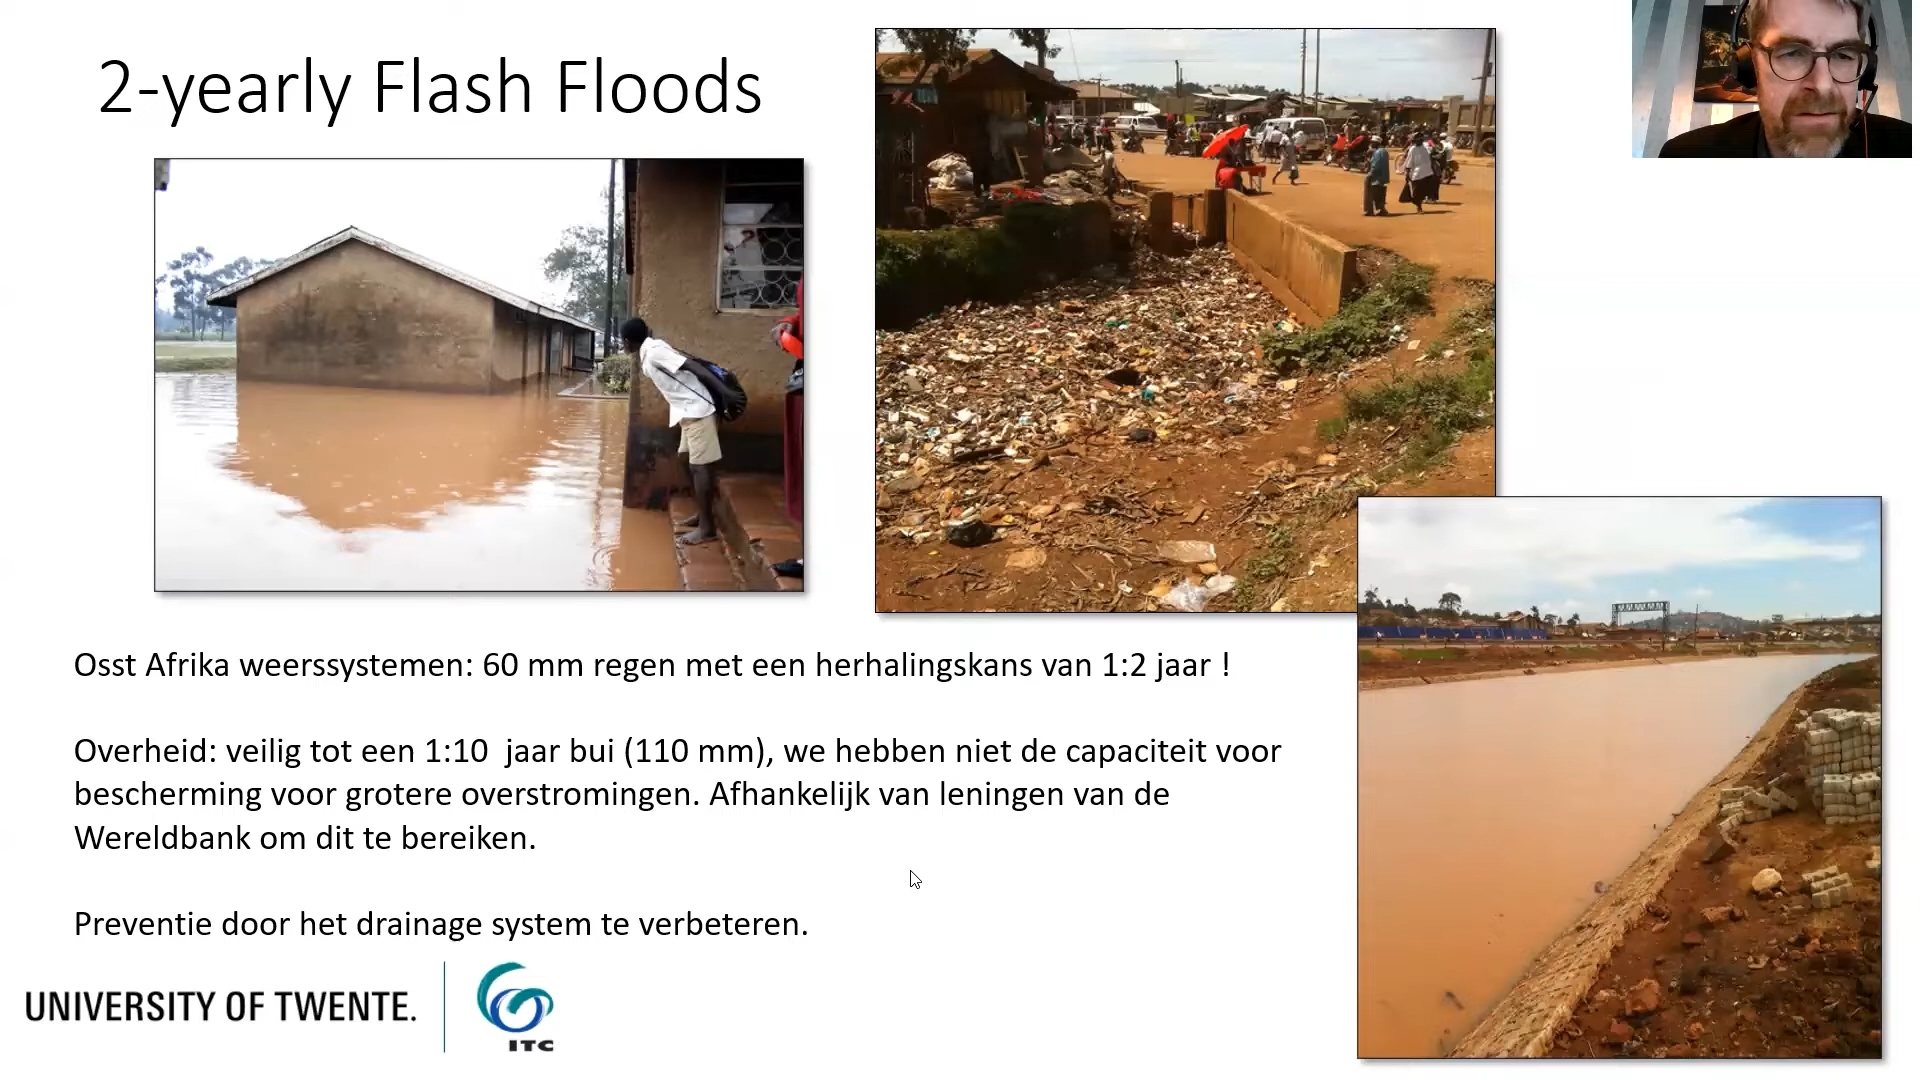 2-yearly Flash Floods
Osst Afrika weerssystemen: 60 mm regen met een herhalingskans van 1:2 jaar !
Overheid: veilig tot een 1:10 jaar bui (110 mm), we hebben niet de capaciteit voor
bescherming voor grotere overstromingen. Afhankelijk van leningen van de
Wereldbank om dit te bereiken.
Preventie door het drainage system te verbeteren.
UNIVERSITY OF TWENTE.
ITC